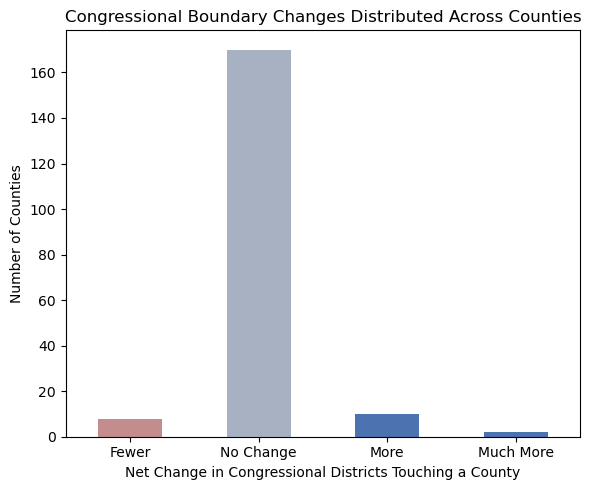 Congressional Boundary Changes Distributed Across Counties
160
140
120
100
80
60
40
20
0
Number of Counties
Fewer No Change More Much More
Net Change in Congressional Districts Touching a County